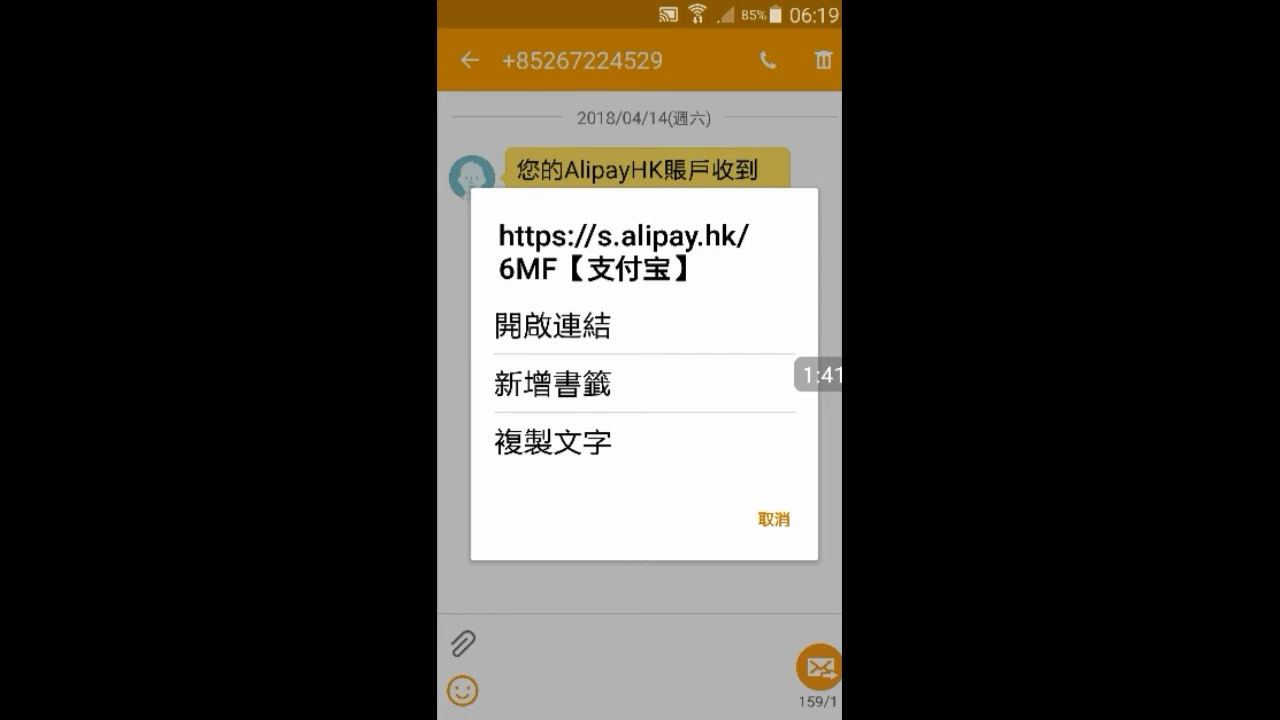 85% 06:19
+85267224529
2018/04/14(週六)
您的AlipayHK賬戶收到
https://s.alipay.hk/
6MF【支付宝】
開啟連結
新增書籤
1:41
複製文字
取消
159/1